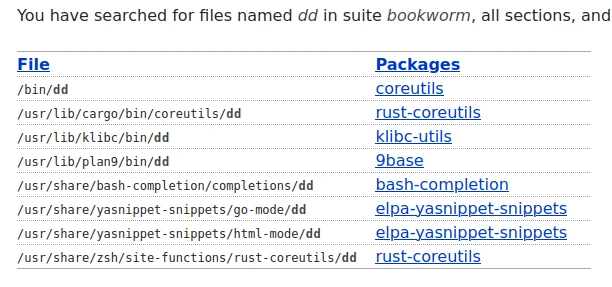 You have searched for files named dd in suite bookworm, all sections, and
File Packages
/bin/dd coreutils
/usr/lib/cargo/bin/coreutils/dd rust-coreutils
/usr/lib/klibc/bin/dd klibc-utils
/usr/lib/plan9/bin/dd 9base
/usr/share/bash-completion/completions/dd bash-completion
/usr/share/yasnippet-snippets/go-mode/dd elpa-yasnippet-snippets
/usr/share/yasnippet-snippets/html-mode/dd elpa-yasnippet-snippets
/usr/share/zsh/site-functions/rust-coreutils/dd rust-coreutils